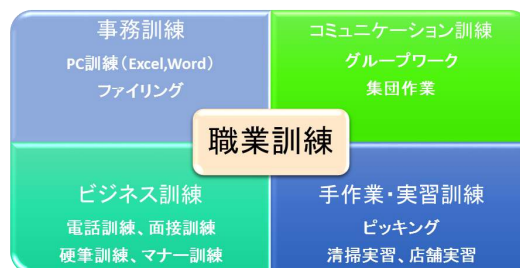 事務訓練
PC訓練（Excel,Word）
ファイリング
コミュニケーション訓練
グループワーク
集団作業
職業訓練
ビジネス訓練
電話訓練、面接訓練
硬筆訓練、マナー訓練
手作業・実習訓練
ピッキング
清掃実習、店舗実習